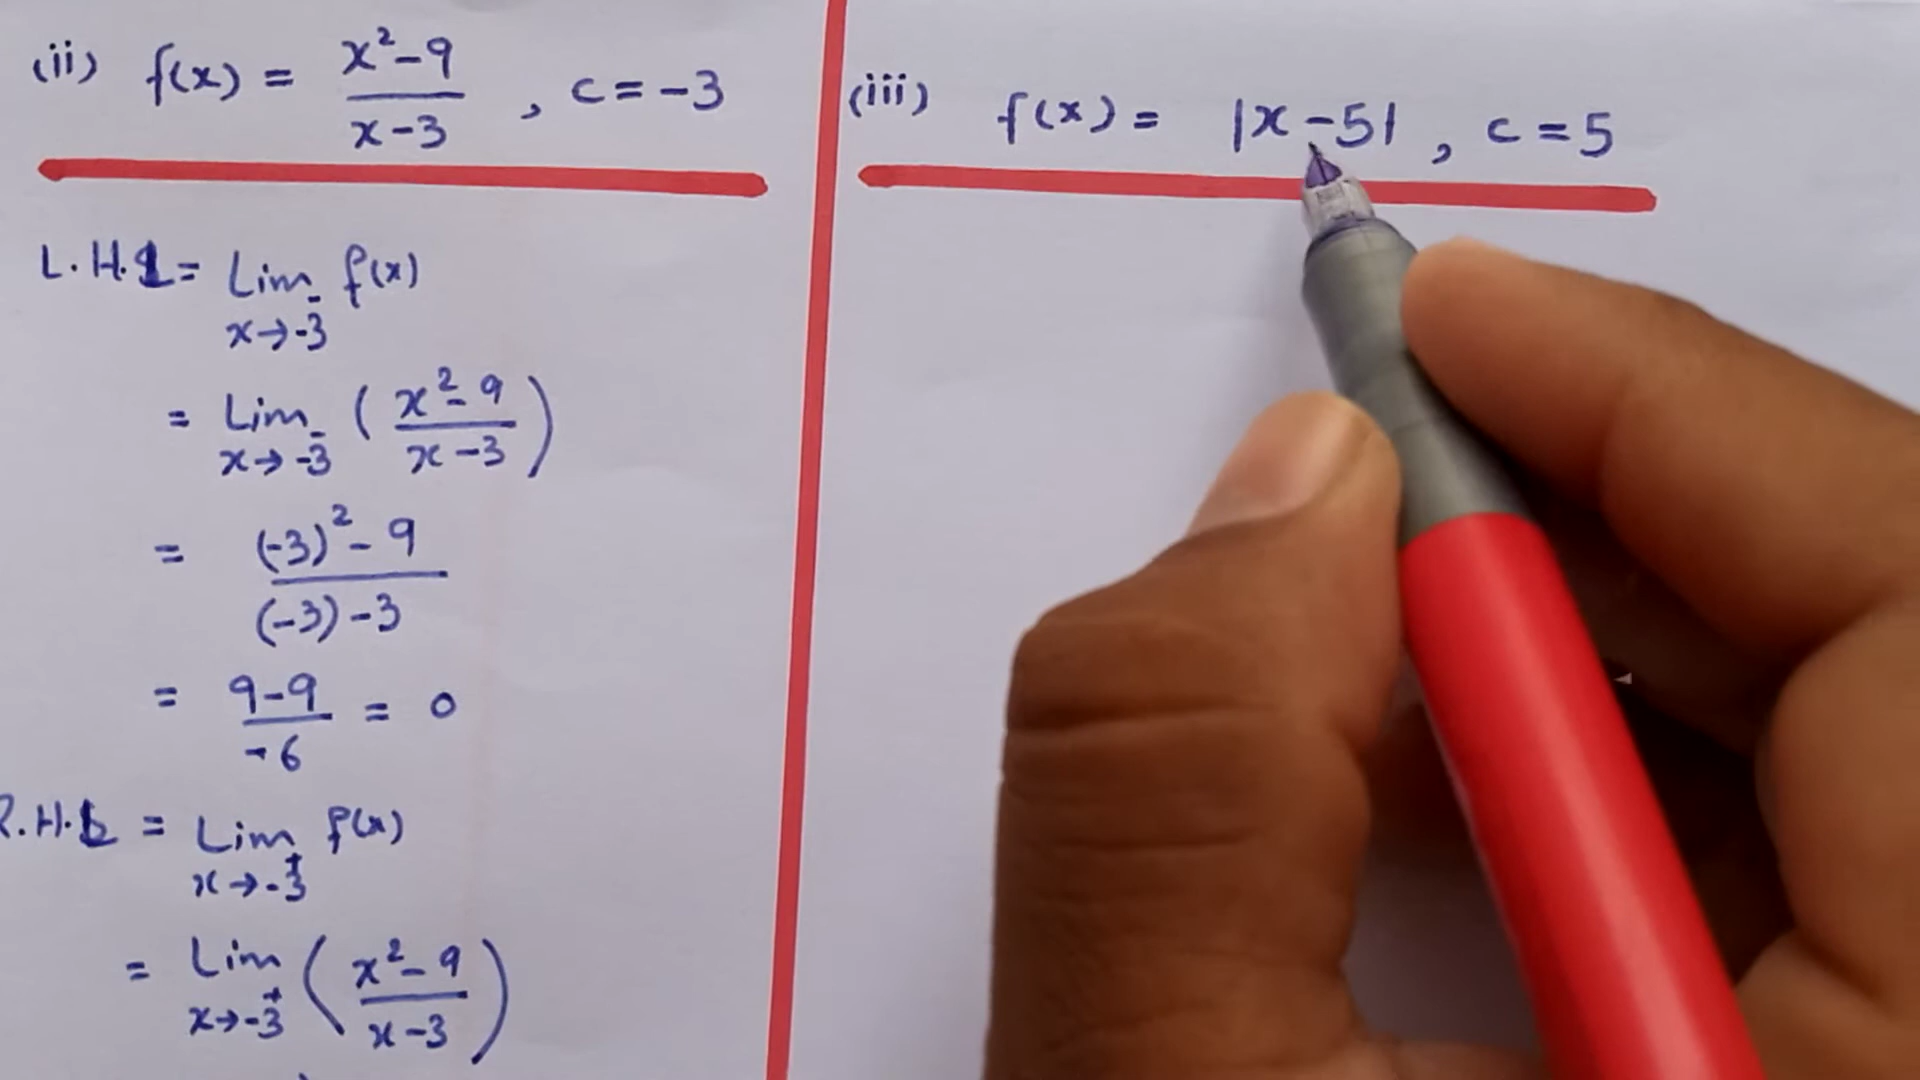 (ii) f(x) = x²-9 / x-3 , c = -3
L.H.L = Lim x→-3⁻ f(x)
= Lim x→-3⁻ ( x²-9 / x-3 )
= (-3)²-9 / (-3)-3
= 9-9 / -6 = 0
R.H.L = Lim x→-3⁺ f(x)
= Lim x→-3⁺ ( x²-9 / x-3 )
(iii) f(x) = |x-5| , c = 5